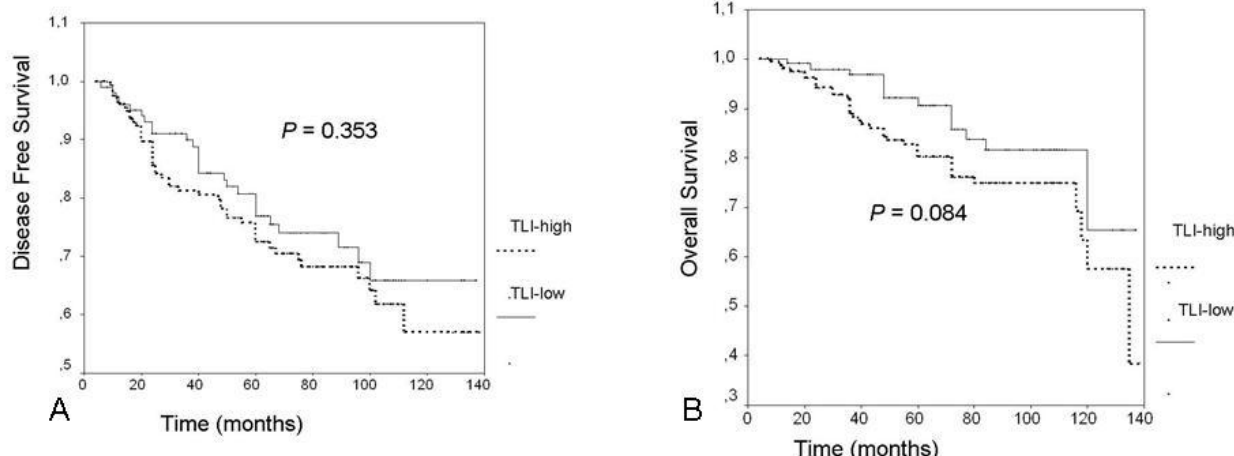 1,1
1,0
,9
,8
,7
,6
,5
0 20 40 60 80 100 120 140
Disease Free Survival
P = 0.353
TLI-high
TLI-low
A
Time (months)
1,1
1,0
,9
,8
,7
,6
,5
,4
,3
0 20 40 60 80 100 120 140
Overall Survival
P = 0.084
TLI-high
TLI-low
B
Time (months)